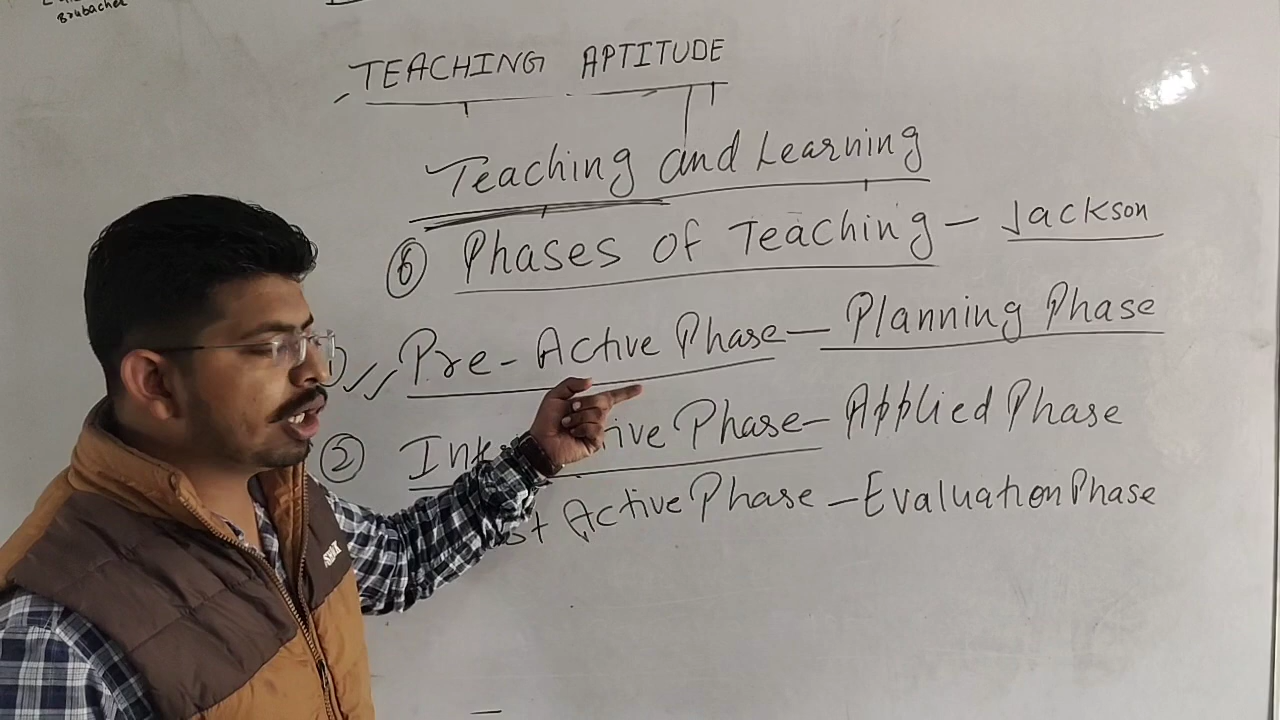 Brubacher
TEACHING APTITUDE
Teaching and Learning
⑥ Phases of Teaching - Jackson
Pre-Active Phase - Planning Phase
② Phase - Applied Phase
Active Phase - Evaluation Phase